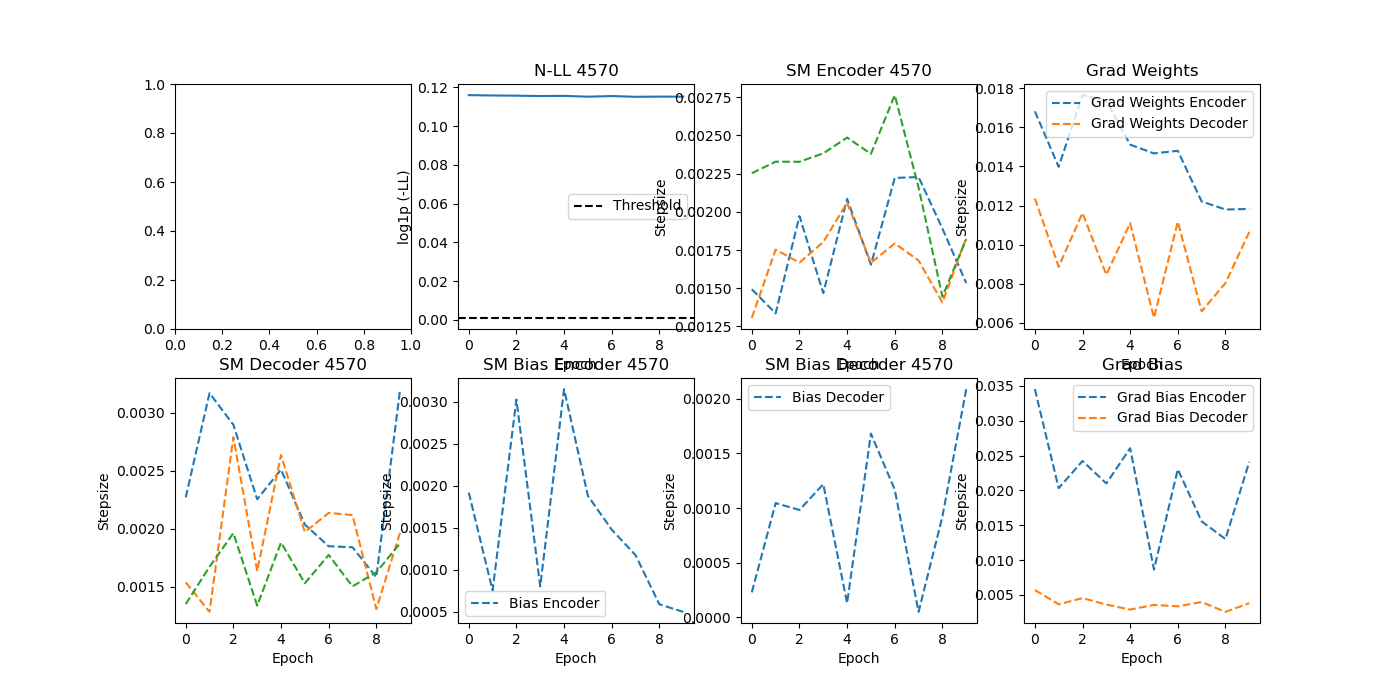 N-LL 4570
SM Encoder 4570
Grad Weights
1.0
0.8
0.6
0.4
0.2
0.0
0.0 0.2 0.4 0.6 0.8 1.0
log1p (-LL)
0.12
0.10
0.08
0.06
0.04
0.02
0.00
Threshold
0 2 4 6 8
Epoch
Stepsize
0.00275
0.00250
0.00225
0.00200
0.00175
0.00150
0.00125
0 2 4 6 8
Epoch
Stepsize
0.018
0.016
0.014
0.012
0.010
0.008
0.006
Grad Weights Encoder
Grad Weights Decoder
0 2 4 6 8
Epoch
SM Decoder 4570
SM Bias Encoder 4570
SM Bias Decoder 4570
Grad Bias
Stepsize
0.0030
0.0025
0.0020
0.0015
0 2 4 6 8
Epoch
Stepsize
0.0030
0.0025
0.0020
0.0015
0.0010
0.0005
Bias Encoder
0 2 4 6 8
Epoch
Stepsize
0.0020
0.0015
0.0010
0.0005
0.0000
Bias Decoder
0 2 4 6 8
Epoch
Stepsize
0.035
0.030
0.025
0.020
0.015
0.010
0.005
Grad Bias Encoder
Grad Bias Decoder
0 2 4 6 8
Epoch